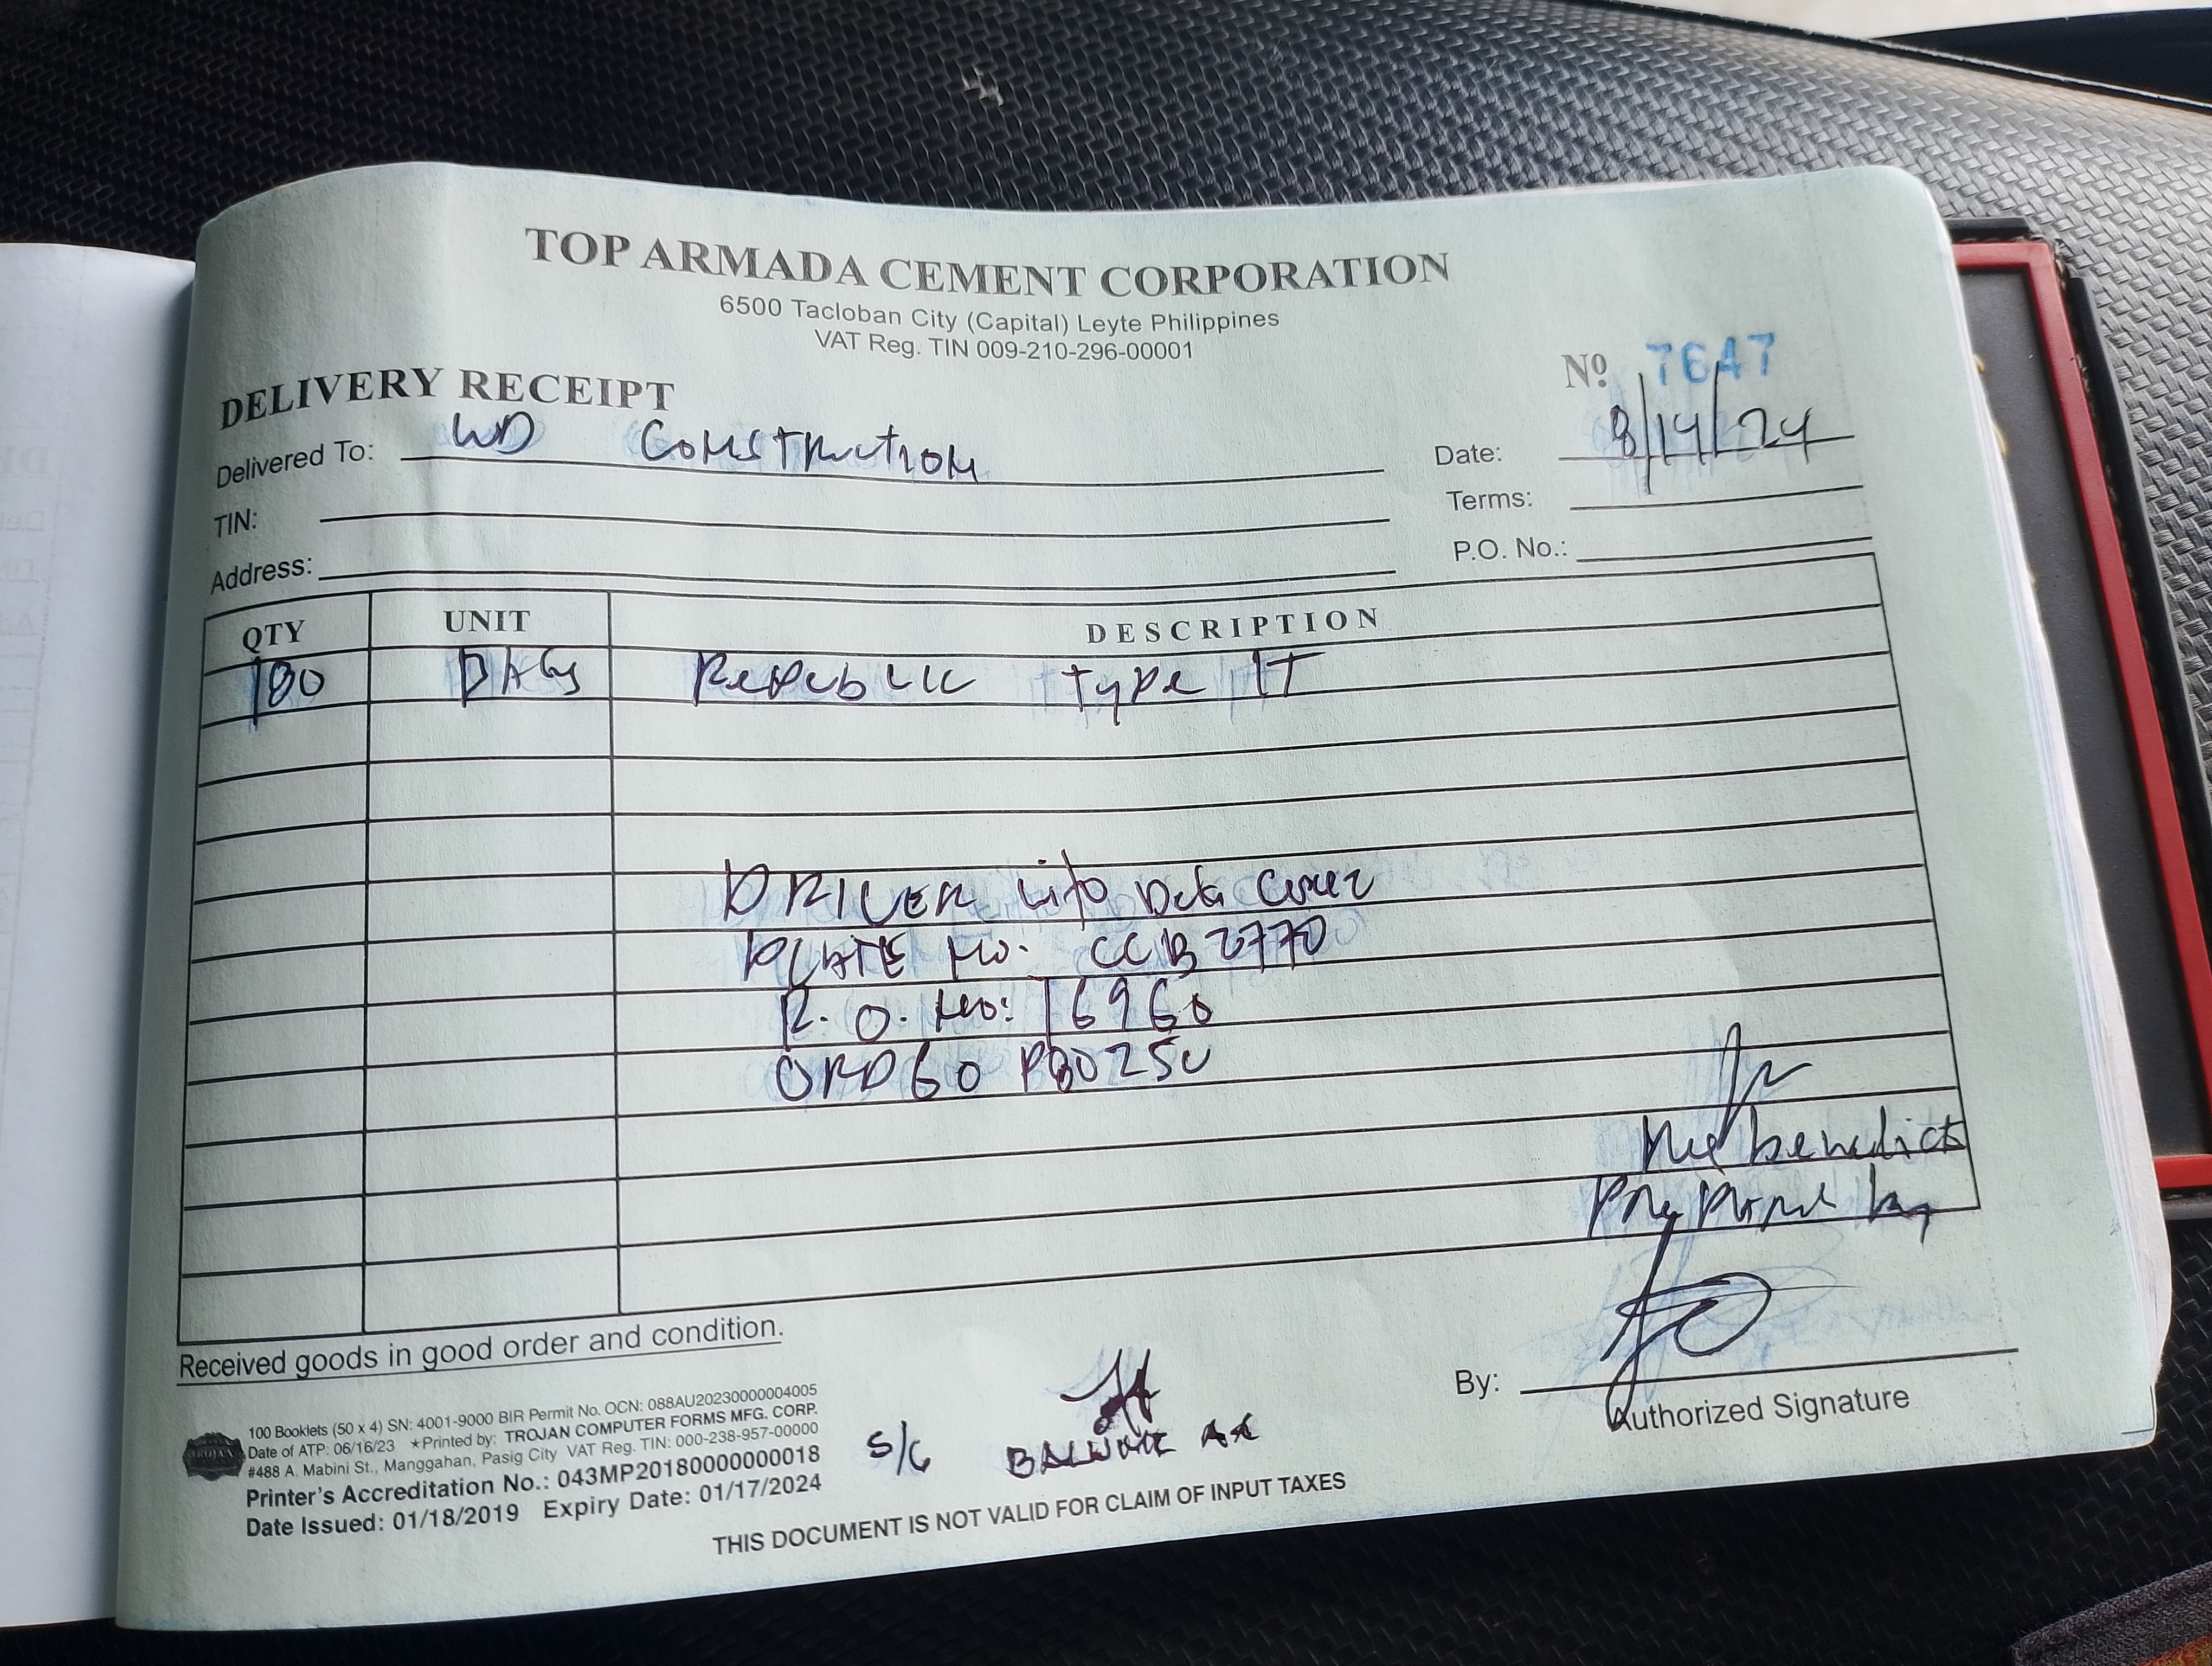 TOP ARMADA CEMENT CORPORATION
6500 Tacloban City (Capital) Leyte Philippines
VAT Reg. TIN 009-210-296-00001
Nº 7647
DELIVERY RECEIPT
Delivered To: WD Construction
Date: 8/14/24
TIN:
Terms:
Address:
P.O. No.:
QTY UNIT DESCRIPTION
100 BAGS Republic Type 1T
DRIVER Lito Dela
PLATE No. CCB 2770
R.O. No: 16960
benedict
By:
Authorized Signature
Received goods in good order and condition.
100 Booklets (50 x 4) SN: 4001-9000 BIR Permit No. OCN: 088AU20230000004005
Date of ATP: 06/16/23 ★Printed by: TROJAN COMPUTER FORMS MFG. CORP.
#488 A. Mabini St., Manggahan, Pasig City VAT Reg. TIN: 000-238-957-00000
Printer's Accreditation No.: 043MP20180000000018
Date Issued: 01/18/2019 Expiry Date: 01/17/2024
TROJAN
THIS DOCUMENT IS NOT VALID FOR CLAIM OF INPUT TAXES